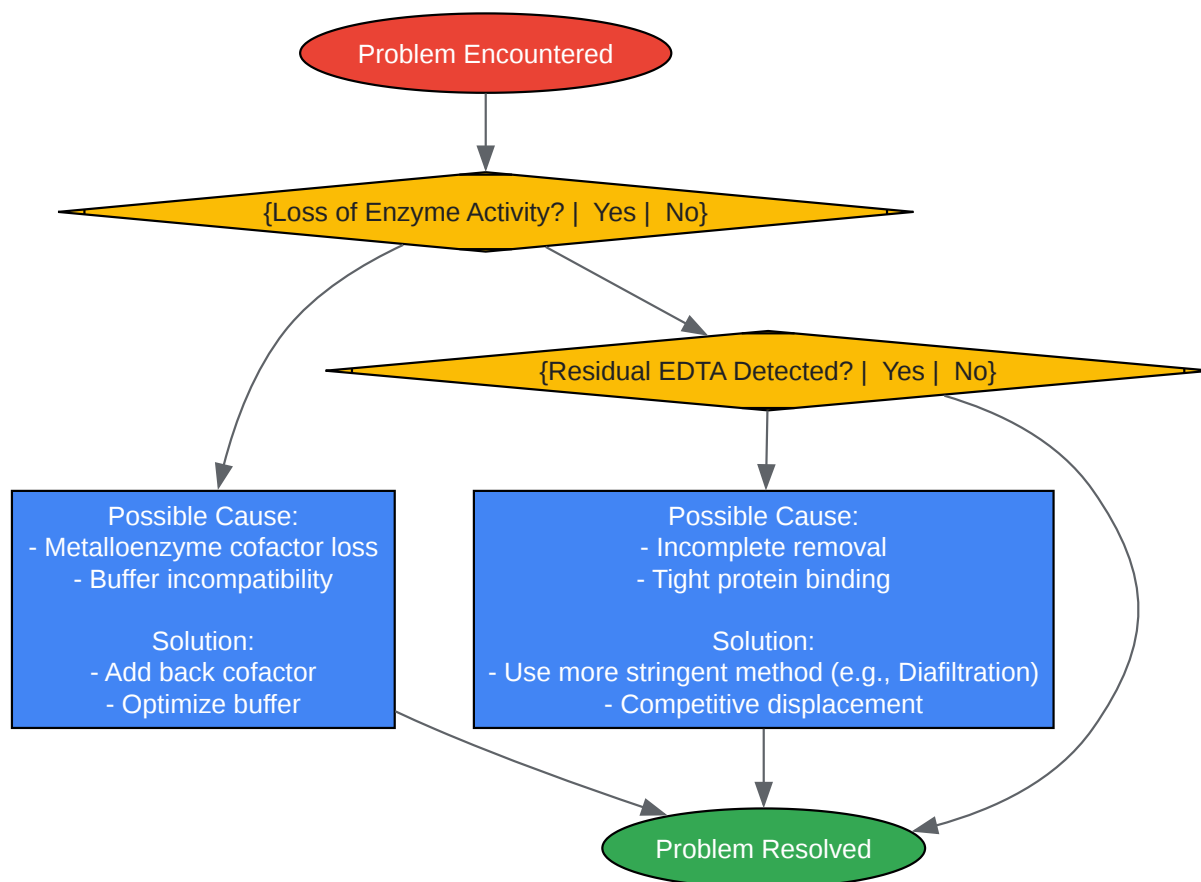 Problem Encountered
{Loss of Enzyme Activity? |  Yes |  No}
{Residual EDTA Detected? |  Yes |  No}
Possible Cause:
- Metalloenzyme cofactor loss
- Buffer incompatibility
Solution:
- Add back cofactor
- Optimize buffer
Possible Cause:
- Incomplete removal
- Tight protein binding
Solution:
- Use more stringent method (e.g., Diafiltration)
- Competitive displacement
Problem Resolved